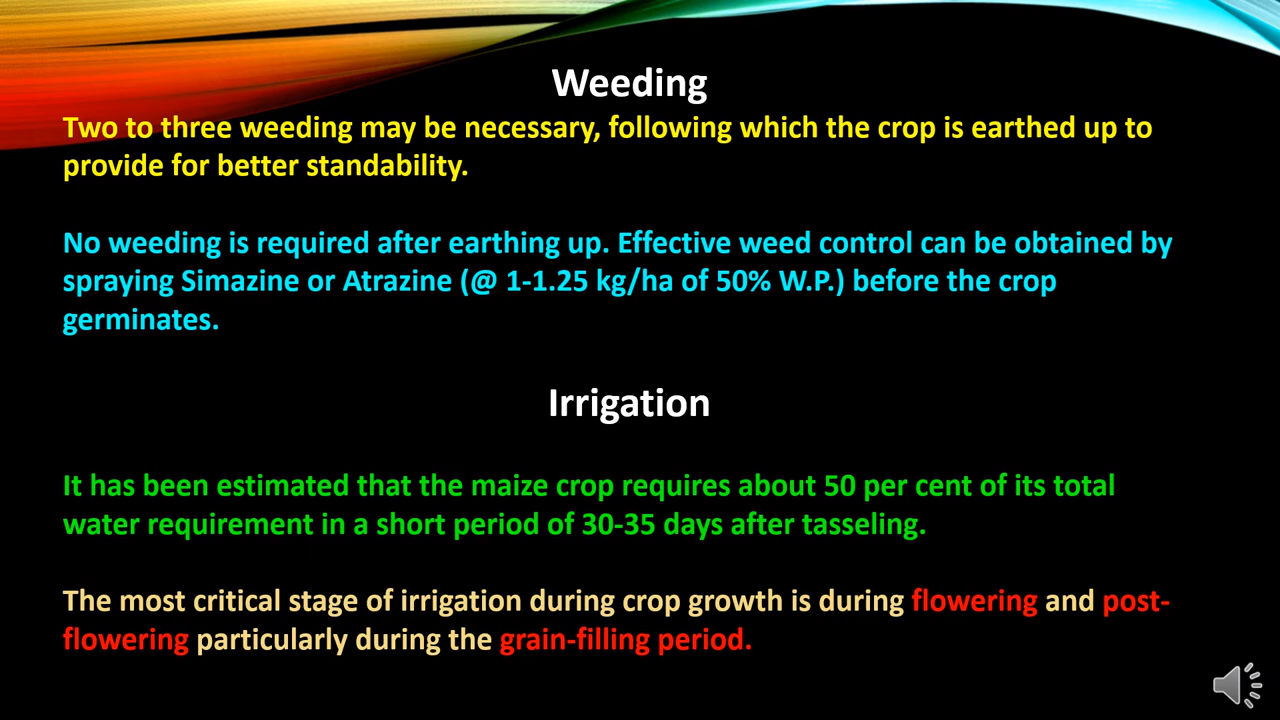 Weeding
Two to three weeding may be necessary, following which the crop is earthed up to
provide for better standability.
No weeding is required after earthing up. Effective weed control can be obtained by
spraying Simazine or Atrazine (@ 1-1.25 kg/ha of 50% W.P.) before the crop
germinates.
Irrigation
It has been estimated that the maize crop requires about 50 per cent of its total
water requirement in a short period of 30-35 days after tasseling.
The most critical stage of irrigation during crop growth is during flowering and post-
flowering particularly during the grain-filling period.